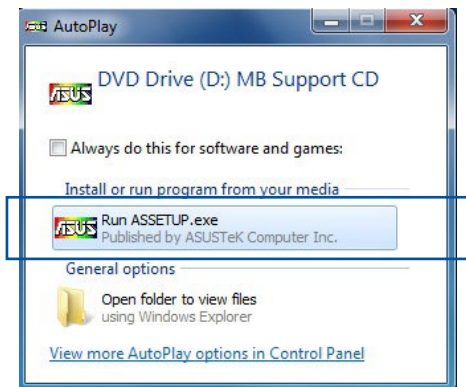 AutoPlay
DVD Drive (D:) MB Support CD
ASUS
Always do this for software and games:
Install or run program from your media
ASUS
Run ASSETUP.exe
Published by ASUSTeK Computer Inc.
General options
Open folder to view files
using Windows Explorer
View more AutoPlay options in Control Panel